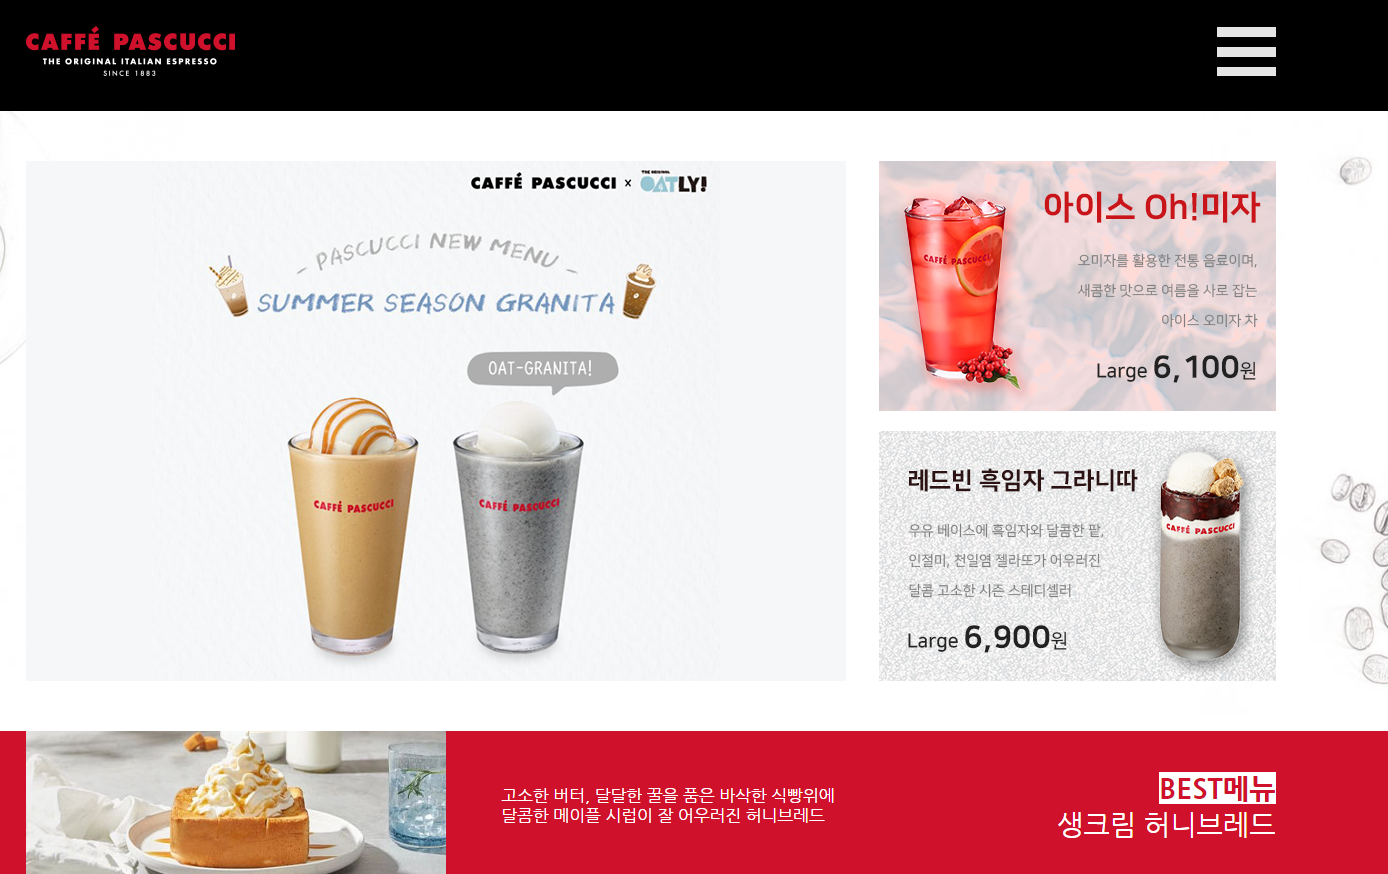 CAFFÉ PASCUCCI
THE ORIGINAL ITALIAN ESPRESSO
SINCE 1883
CAFFÉ PASCUCCI x THE ORIGINAL OATLY!
PASCUCCI NEW MENU
SUMMER SEASON GRANITA
OAT-GRANITA!
CAFFÉ PASCUCCI
CAFFÉ PASCUCCI
아이스 Oh!미자
오미자를 활용한 전통 음료이며,
새콤한 맛으로 여름을 사로 잡는
아이스 오미자 차
Large 6,100원
CAFFÉ PASCUCCI
레드빈 흑임자 그라니따
우유 베이스에 흑임자와 달콤한 팥,
인절미, 천일염 젤라또가 어우러진
달콤 고소한 시즌 스테디셀러
Large 6,900원
CAFFÉ PASCUCCI
고소한 버터, 달달한 꿀을 품은 바삭한 식빵위에
달콤한 메이플 시럽이 잘 어우러진 허니브레드
BEST메뉴
생크림 허니브레드